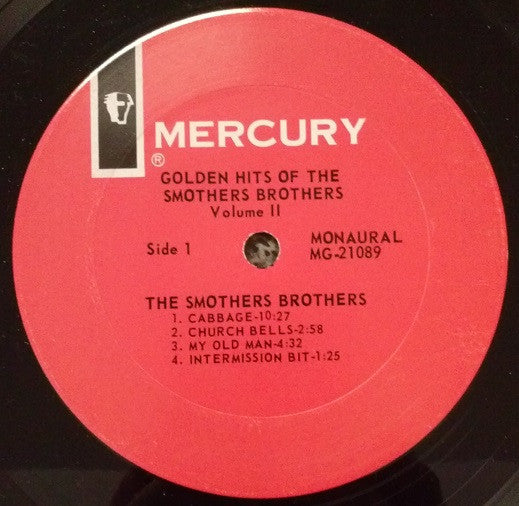 MERCURY
®
GOLDEN HITS OF THE
SMOTHERS BROTHERS
Volume II
Side 1
MONAURAL
MG-21089
THE SMOTHERS BROTHERS
1. CABBAGE-10:27
2. CHURCH BELLS-2:58
3. MY OLD MAN-4:32
4. INTERMISSION BIT-1:25